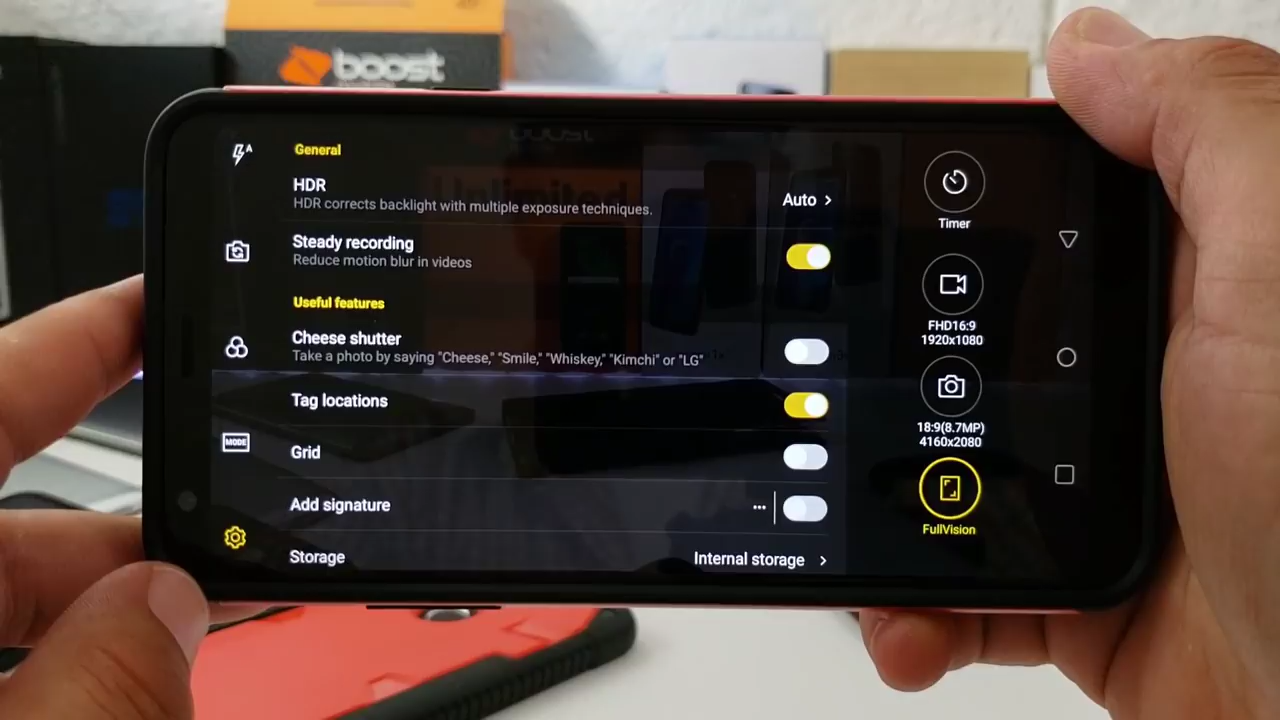 boost
General
HDR
Auto
HDR corrects backlight with multiple exposure techniques.
Steady recording
Reduce motion blur in videos
Useful features
Cheese shutter
Take a photo by saying "Cheese," "Smile," "Whiskey," "Kimchi" or "LG"
Tag locations
Grid
Add signature
Storage
Internal storage
A
MODE
Timer
FHD16:9
1920x1080
18:9(8.7MP)
4160x2080
FullVision
boost
Unlimited